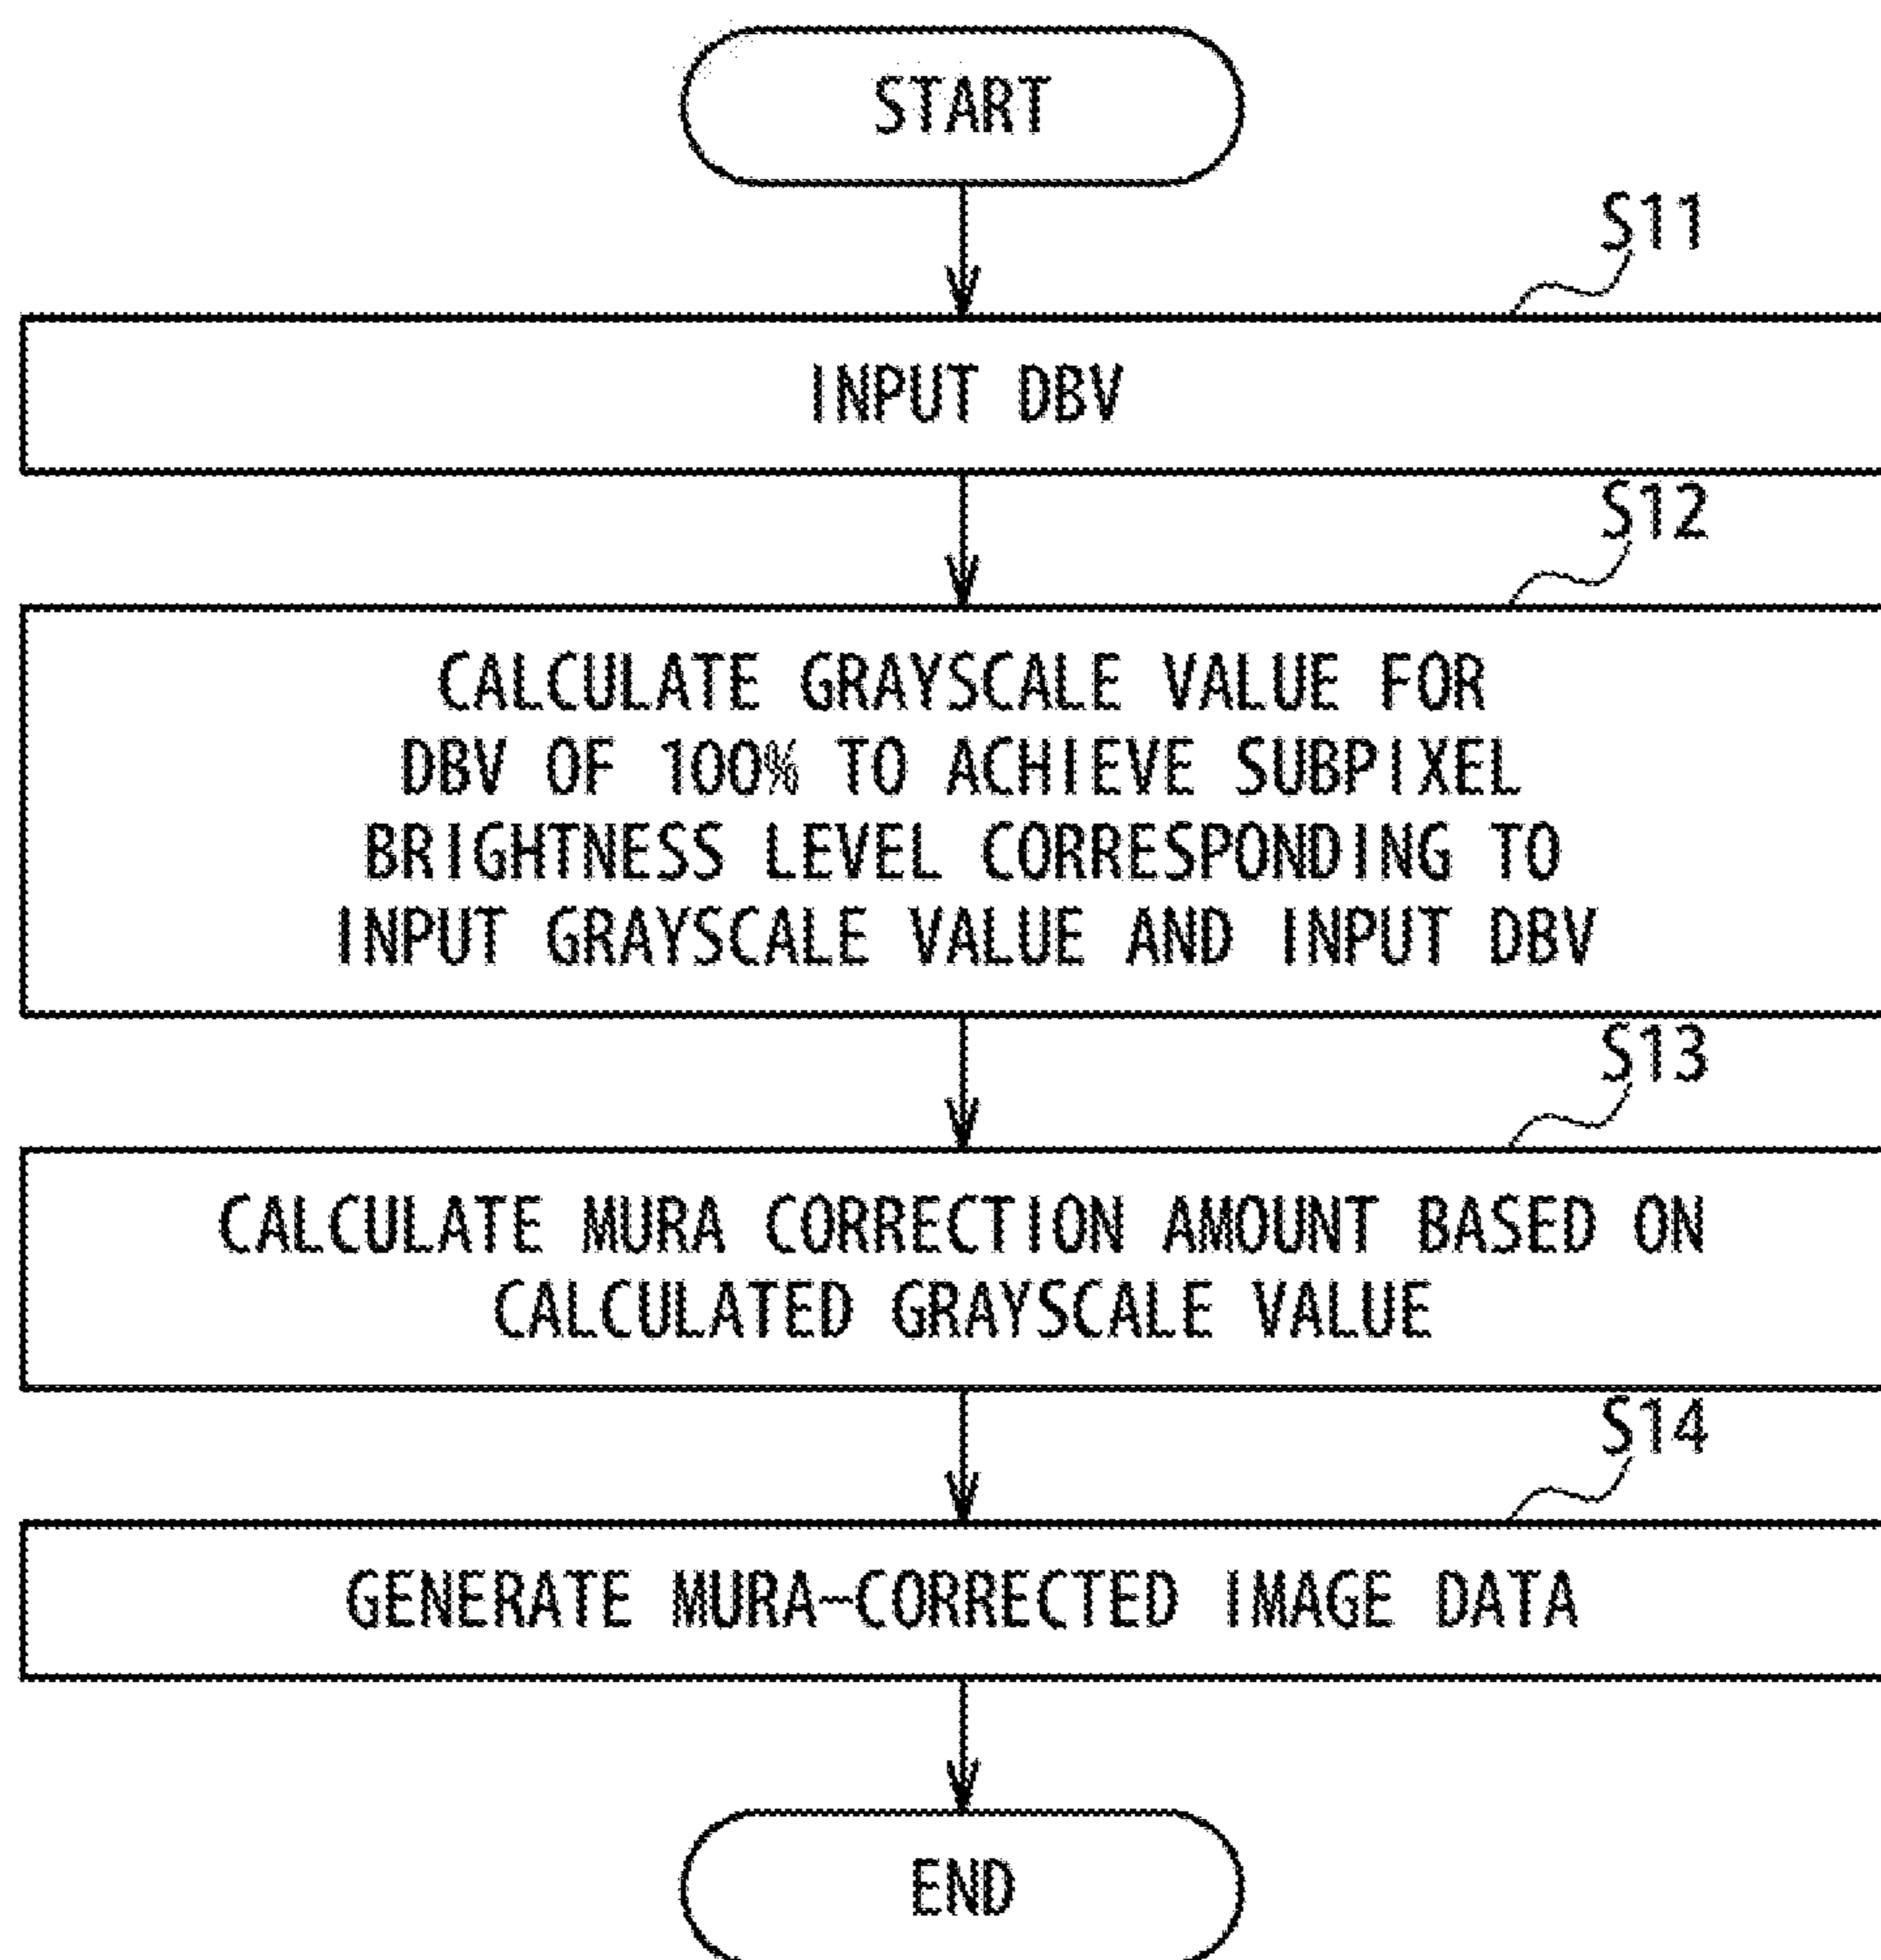 START
S11
INPUT DBV
S12
CALCULATE GRAYSCALE VALUE FOR
DBV OF 100% TO ACHIEVE SUBPIXEL
BRIGHTNESS LEVEL CORRESPONDING TO
INPUT GRAYSCALE VALUE AND INPUT DBV
S13
CALCULATE MURA CORRECTION AMOUNT BASED ON
CALCULATED GRAYSCALE VALUE
S14
GENERATE MURA-CORRECTED IMAGE DATA
END